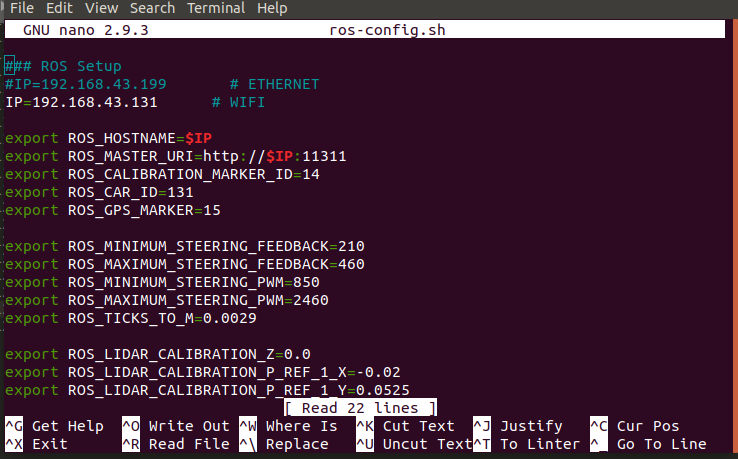 File Edit View Search Terminal Help
GNU nano 2.9.3 ros-config.sh
### ROS Setup
#IP=192.168.43.199 # ETHERNET
IP=192.168.43.131 # WIFI
export ROS_HOSTNAME=$IP
export ROS_MASTER_URI=http://$IP:11311
export ROS_CALIBRATION_MARKER_ID=14
export ROS_CAR_ID=131
export ROS_GPS_MARKER=15
export ROS_MINIMUM_STEERING_FEEDBACK=210
export ROS_MAXIMUM_STEERING_FEEDBACK=460
export ROS_MINIMUM_STEERING_PWM=850
export ROS_MAXIMUM_STEERING_PWM=2460
export ROS_TICKS_TO_M=0.0029
export ROS_LIDAR_CALIBRATION_Z=0.0
export ROS_LIDAR_CALIBRATION_P_REF_1_X=-0.02
export ROS_LIDAR_CALIBRATION_P_REF_1_Y=0.0525
[ Read 22 lines ]
^G Get Help ^O Write Out ^W Where Is ^K Cut Text ^J Justify ^C Cur Pos
^X Exit ^R Read File ^\ Replace ^U Uncut Text ^T To Linter ^_ Go To Line